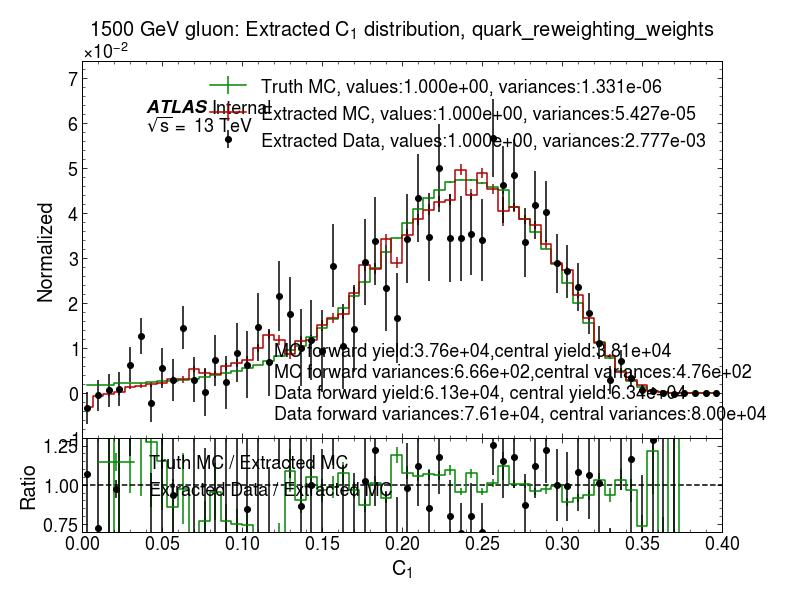 1500 GeV gluon: Extracted C₁ distribution, quark_reweighting_weights
×10⁻²
7
6
5
4
3
2
1
0
Normalized
ATLAS Internal
√s = 13 TeV
Truth MC, values:1.000e+00, variances:1.331e-06
Extracted MC, values:1.000e+00, variances:5.427e-05
Extracted Data, values:1.000e+00, variances:2.777e-03
MC forward yield:3.76e+04,central yield:3.81e+04
MC forward variances:6.66e+02,central variances:4.76e+02
Data forward yield:6.13e+04, central yield:6.34e+04
Data forward variances:7.61e+04, central variances:8.00e+04
1.25
1.00
0.75
Ratio
Truth MC / Extracted MC
Extracted Data / Extracted MC
0.00 0.05 0.10 0.15 0.20 0.25 0.30 0.35 0.40
C₁